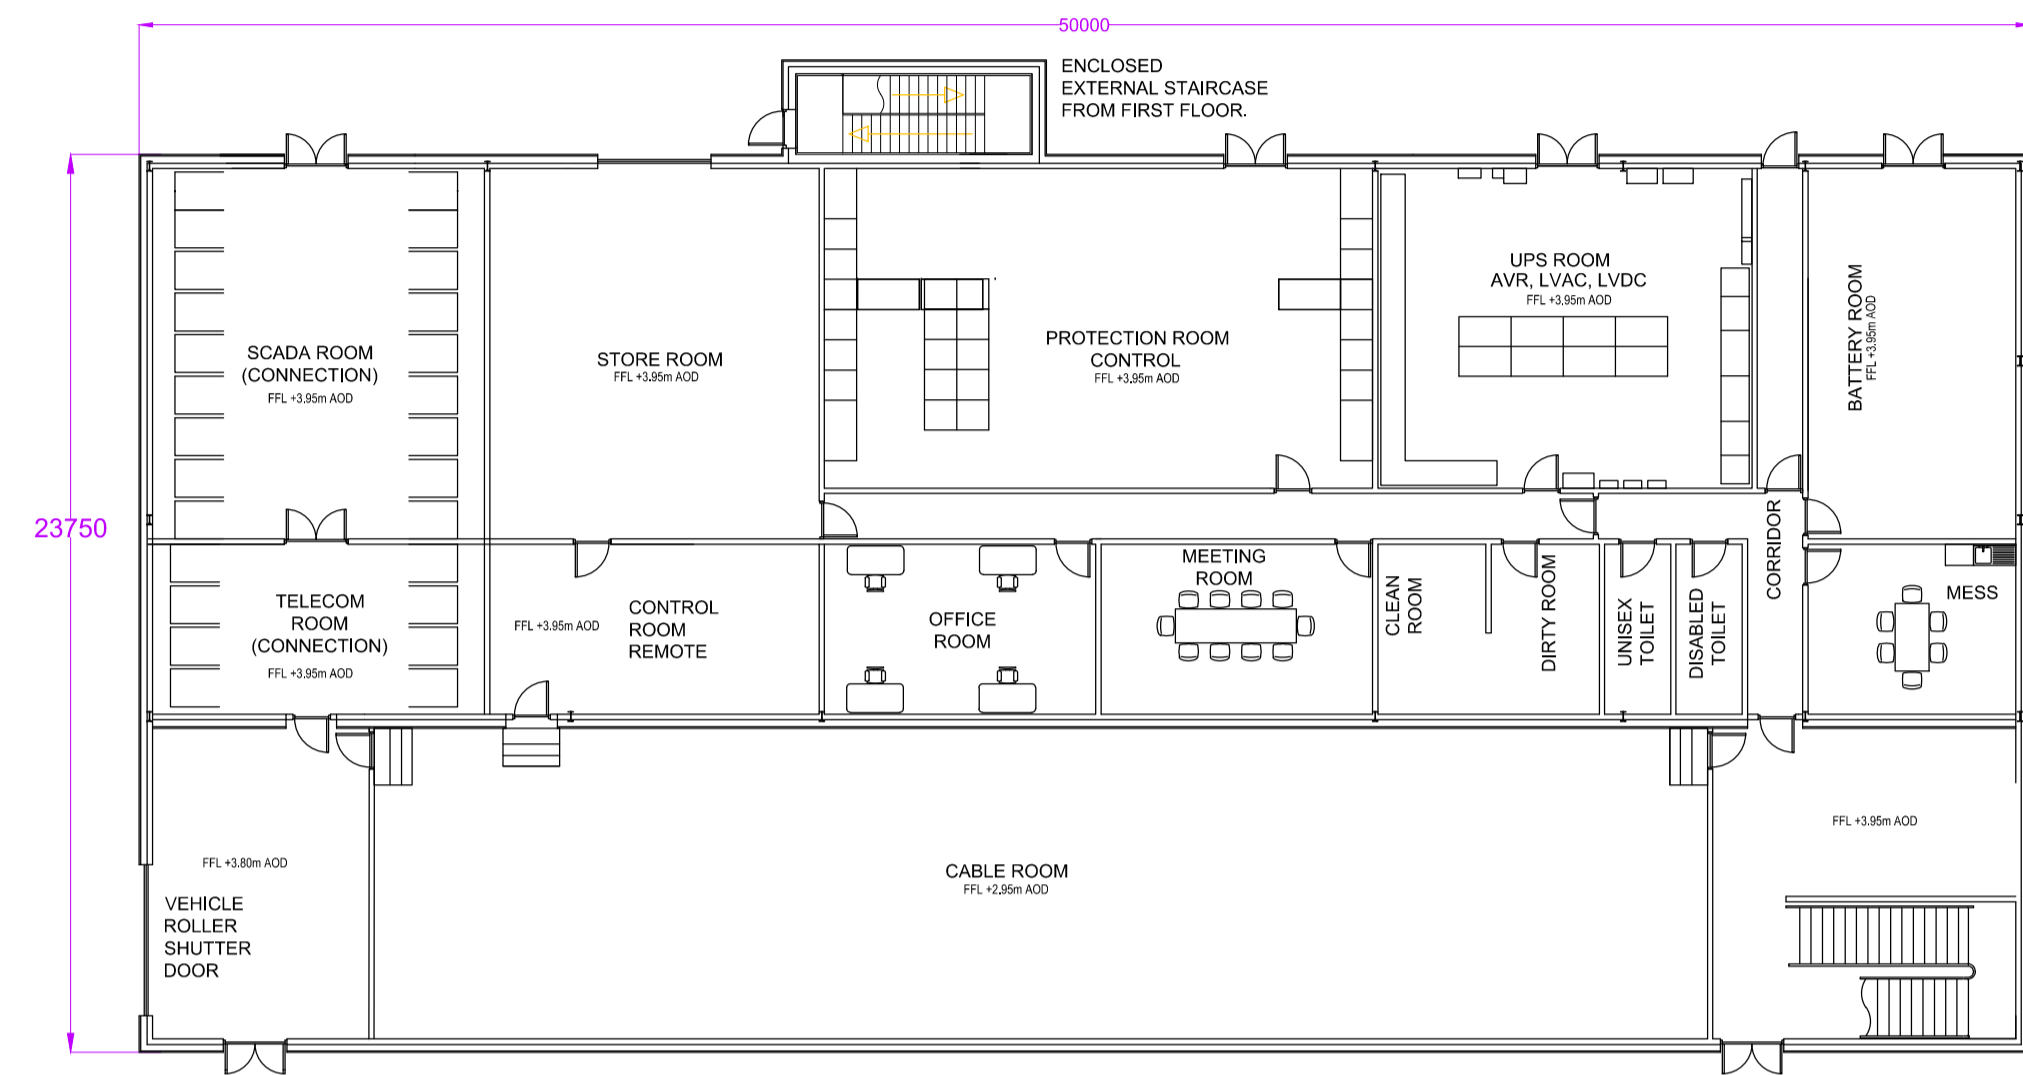 50000
ENCLOSED
EXTERNAL STAIRCASE
FROM FIRST FLOOR.
23750
SCADA ROOM
(CONNECTION)
FFL +3.95m AOD
STORE ROOM
FFL +3.95m AOD
PROTECTION ROOM
CONTROL
FFL +3.95m AOD
UPS ROOM
AVR, LVAC, LVDC
FFL +3.95m AOD
BATTERY ROOM
FFL +3.95m AOD
TELECOM
ROOM
(CONNECTION)
FFL +3.95m AOD
FFL +3.95m AOD
CONTROL
ROOM
REMOTE
OFFICE
ROOM
MEETING
ROOM
CLEAN
ROOM
DIRTY ROOM
UNISEX
TOILET
DISABLED
TOILET
CORRIDOR
MESS
FFL +3.80m AOD
VEHICLE
ROLLER
SHUTTER
DOOR
CABLE ROOM
FFL +2.95m AOD
FFL +3.95m AOD